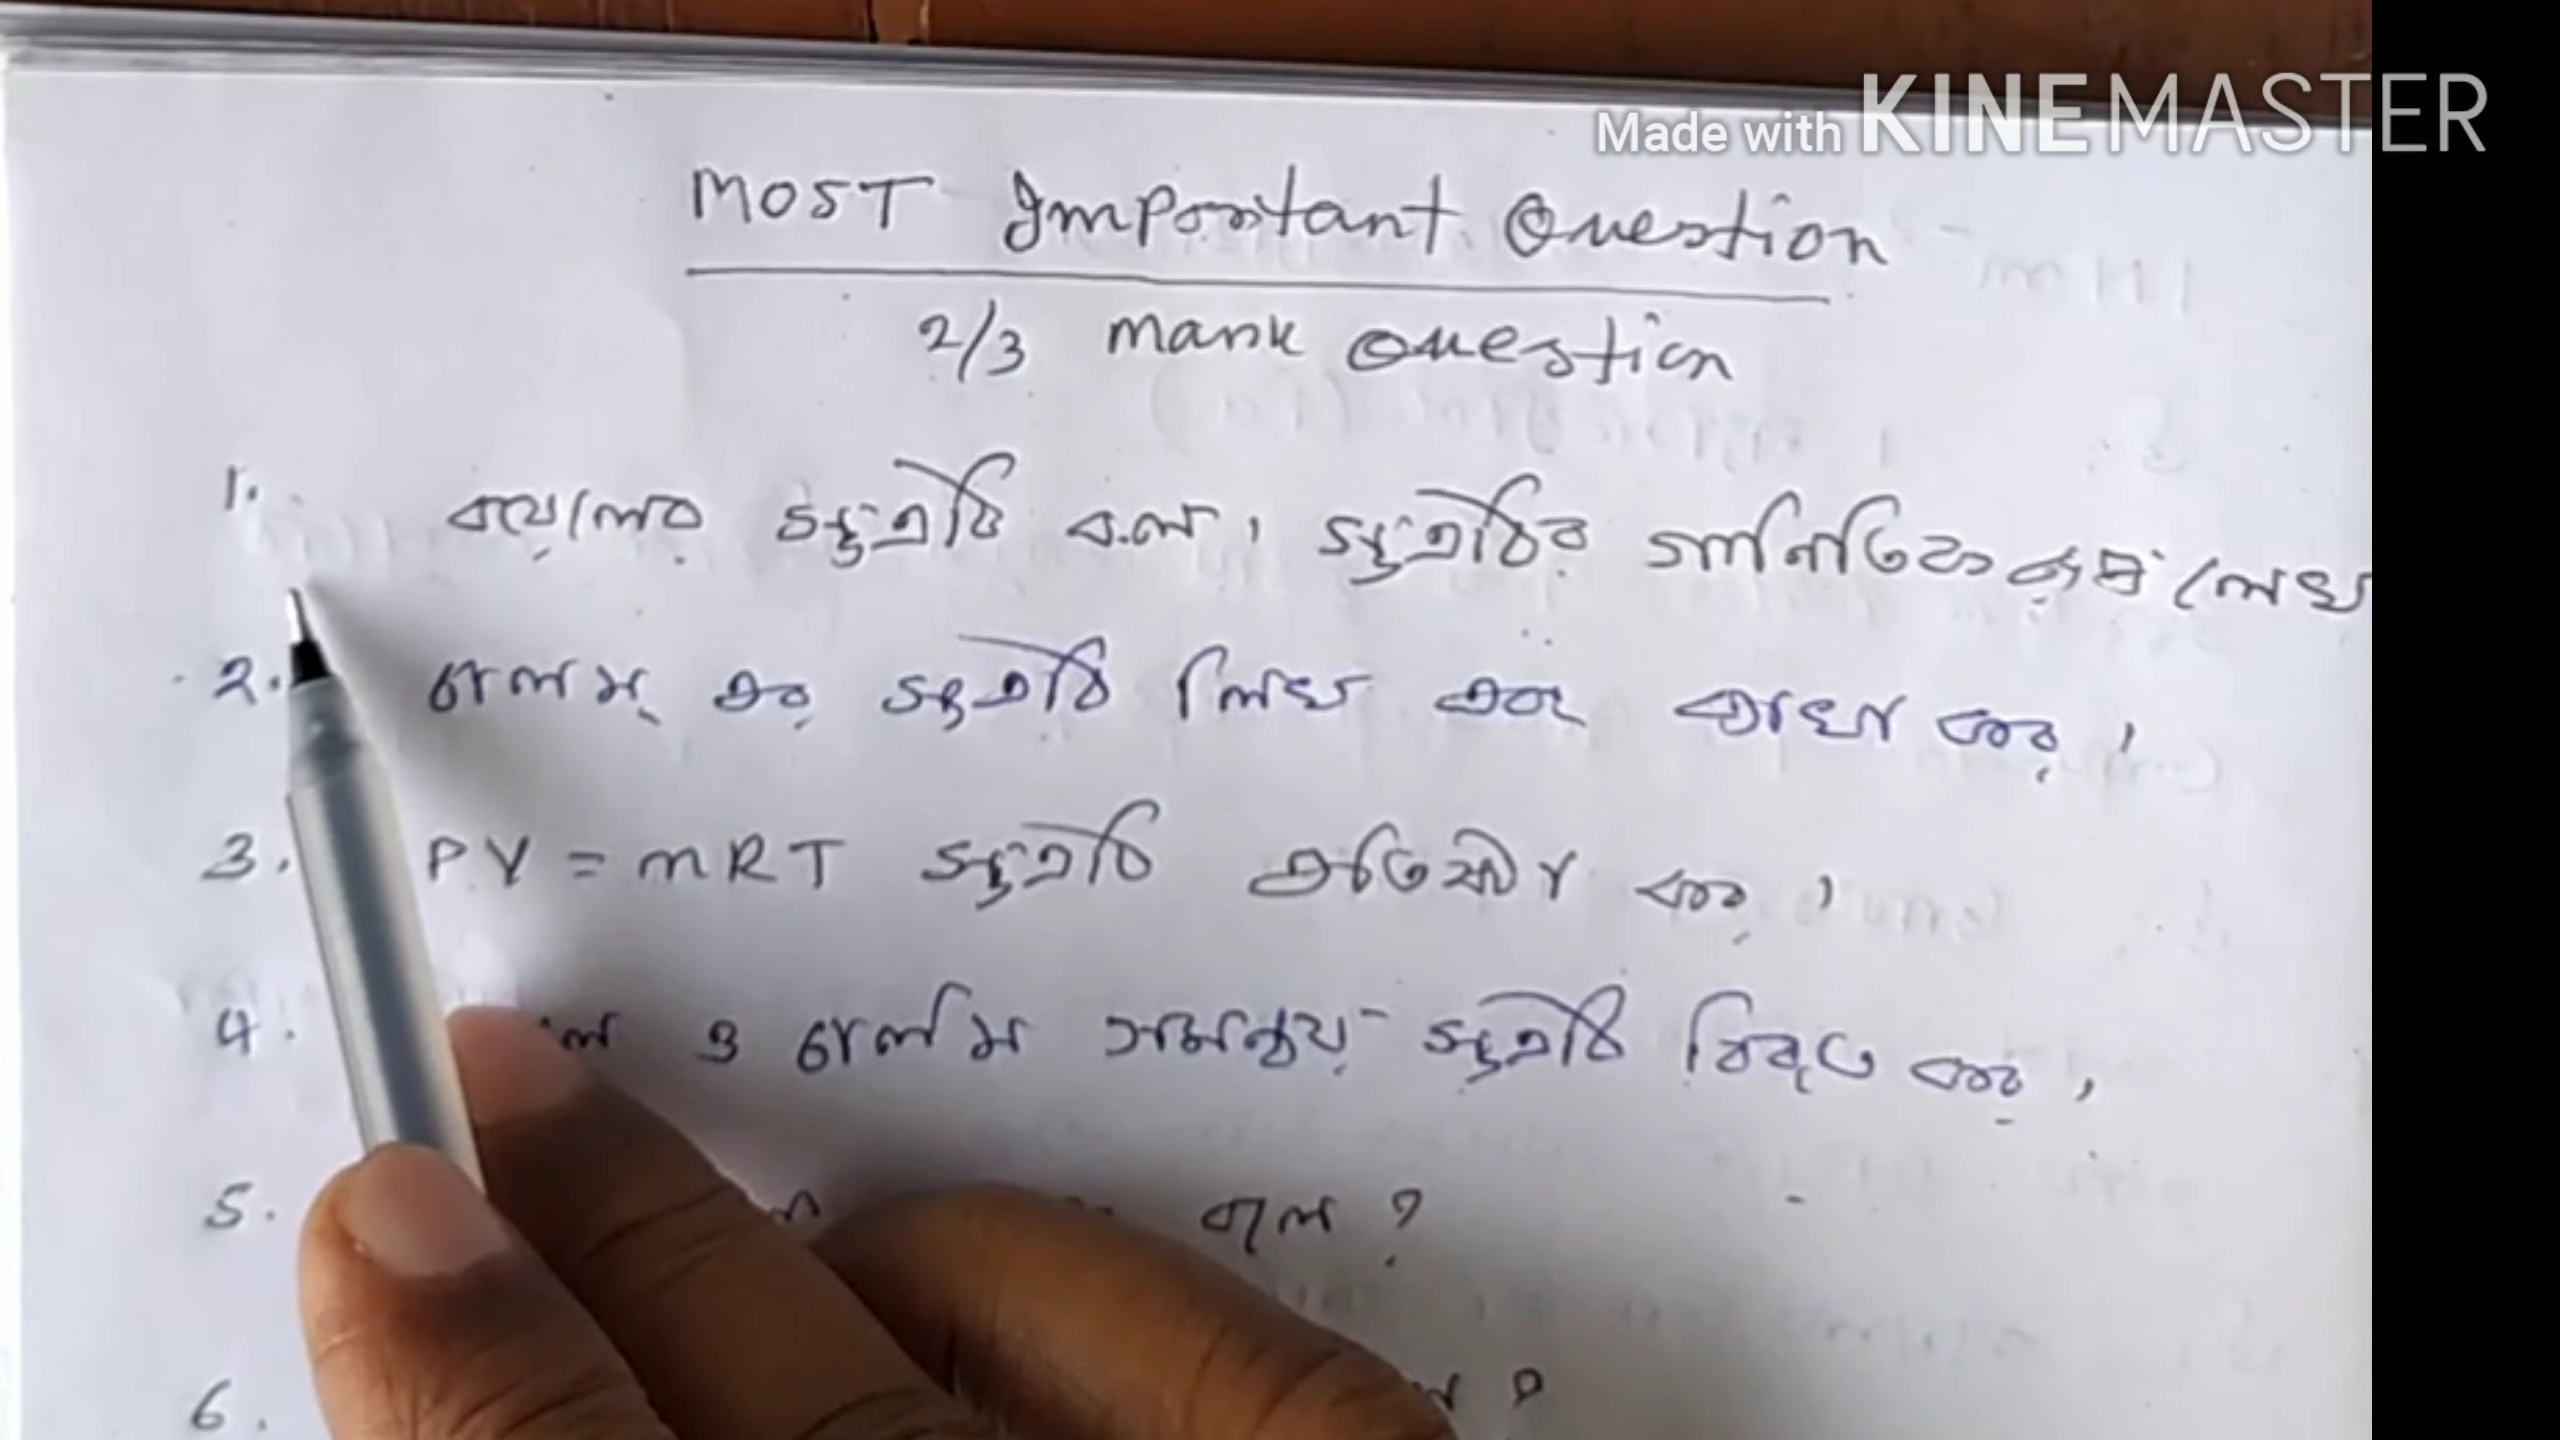 Made with KINEMASTER
MOST Important Question
2/3 mark Question
1. বয়েলের সূত্রটি বল। সূত্রটির গানিতিক রূপ লেখ
2. চার্লস্ এর সূত্রটি লিখ এবং ব্যাখ্যা কর।
3. PV = nRT সূত্রটি প্রতিষ্ঠা কর।
4. ও চার্লস সমন্বয় সূত্রটি বিবৃত কর।
5. বলে ?
6. ?